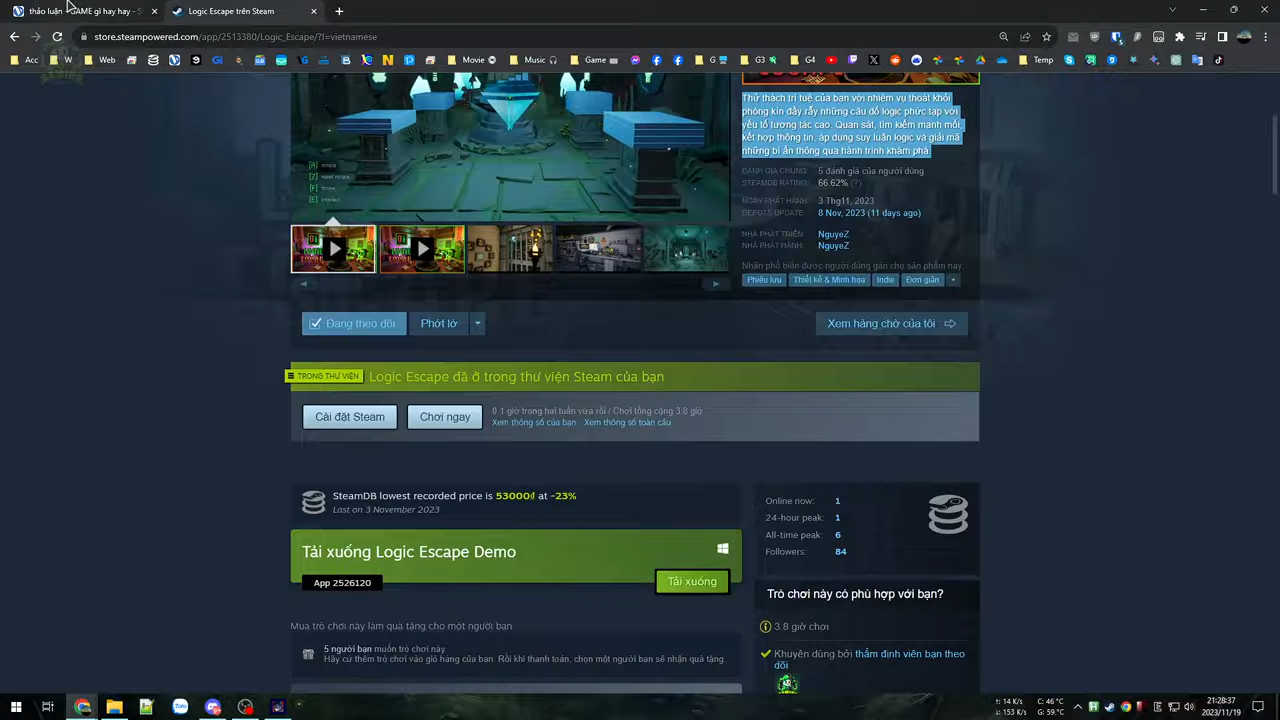 thảo luận - GAME gì hay hay - S
Logic Escape trên Steam
store.steampowered.com/app/2513380/Logic_Escape/?l=vietnamese
Acc
W
Web
Movie
Music
Game
G
G3
G4
Temp
Thử thách trí tuệ của bạn với nhiệm vụ thoát khỏi
phòng kín đầy rẫy những câu đố logic phức tạp với
yếu tố tương tác cao. Quan sát, tìm kiếm manh mối,
kết hợp thông tin, áp dụng suy luận logic và giải mã
những bí ẩn thông qua hành trình khám phá.
[R] rotate
[Z] reset rotate
[F] throw
[E] interact
ĐÁNH GIÁ CHUNG: 5 đánh giá của người dùng
STEAMDB RATING: 66.62% (?)
NGÀY PHÁT HÀNH: 3 Thg11, 2023
DEPOTS UPDATE: 8 Nov, 2023 (11 days ago)
NHÀ PHÁT TRIỂN: NguyeZ
NHÀ PHÁT HÀNH: NguyeZ
Nhãn phổ biến được người dùng gán cho sản phẩm này:
Phiêu lưu Thiết kế & Minh họa Indie Đơn giản +
Đang theo dõi Phớt lờ
Xem hàng chờ của tôi
TRONG THƯ VIỆN Logic Escape đã ở trong thư viện Steam của bạn
Cài đặt Steam Chơi ngay
0.1 giờ trong hai tuần vừa rồi / Chơi tổng cộng 3.8 giờ
Xem thông số của bạn Xem thông số toàn cầu
SteamDB lowest recorded price is 53000₫ at -23%
Last on 3 November 2023
Online now: 1
24-hour peak: 1
All-time peak: 6
Followers: 84
Tải xuống Logic Escape Demo
App 2526120
Tải xuống
Trò chơi này có phù hợp với bạn?
3.8 giờ chơi
Mua trò chơi này làm quà tặng cho một người bạn
5 người bạn muốn trò chơi này.
Hãy cứ thêm trò chơi vào giỏ hàng của bạn. Rồi khi thanh toán, chọn một người bạn sẽ nhận quà tặng.
Khuyên dùng bởi thẩm định viên bạn theo
dõi
Zalo
↑: 14 K/s
↓: 153 K/s
C: 46 °C
G: 59 °C
21:28:37
2023/11/19